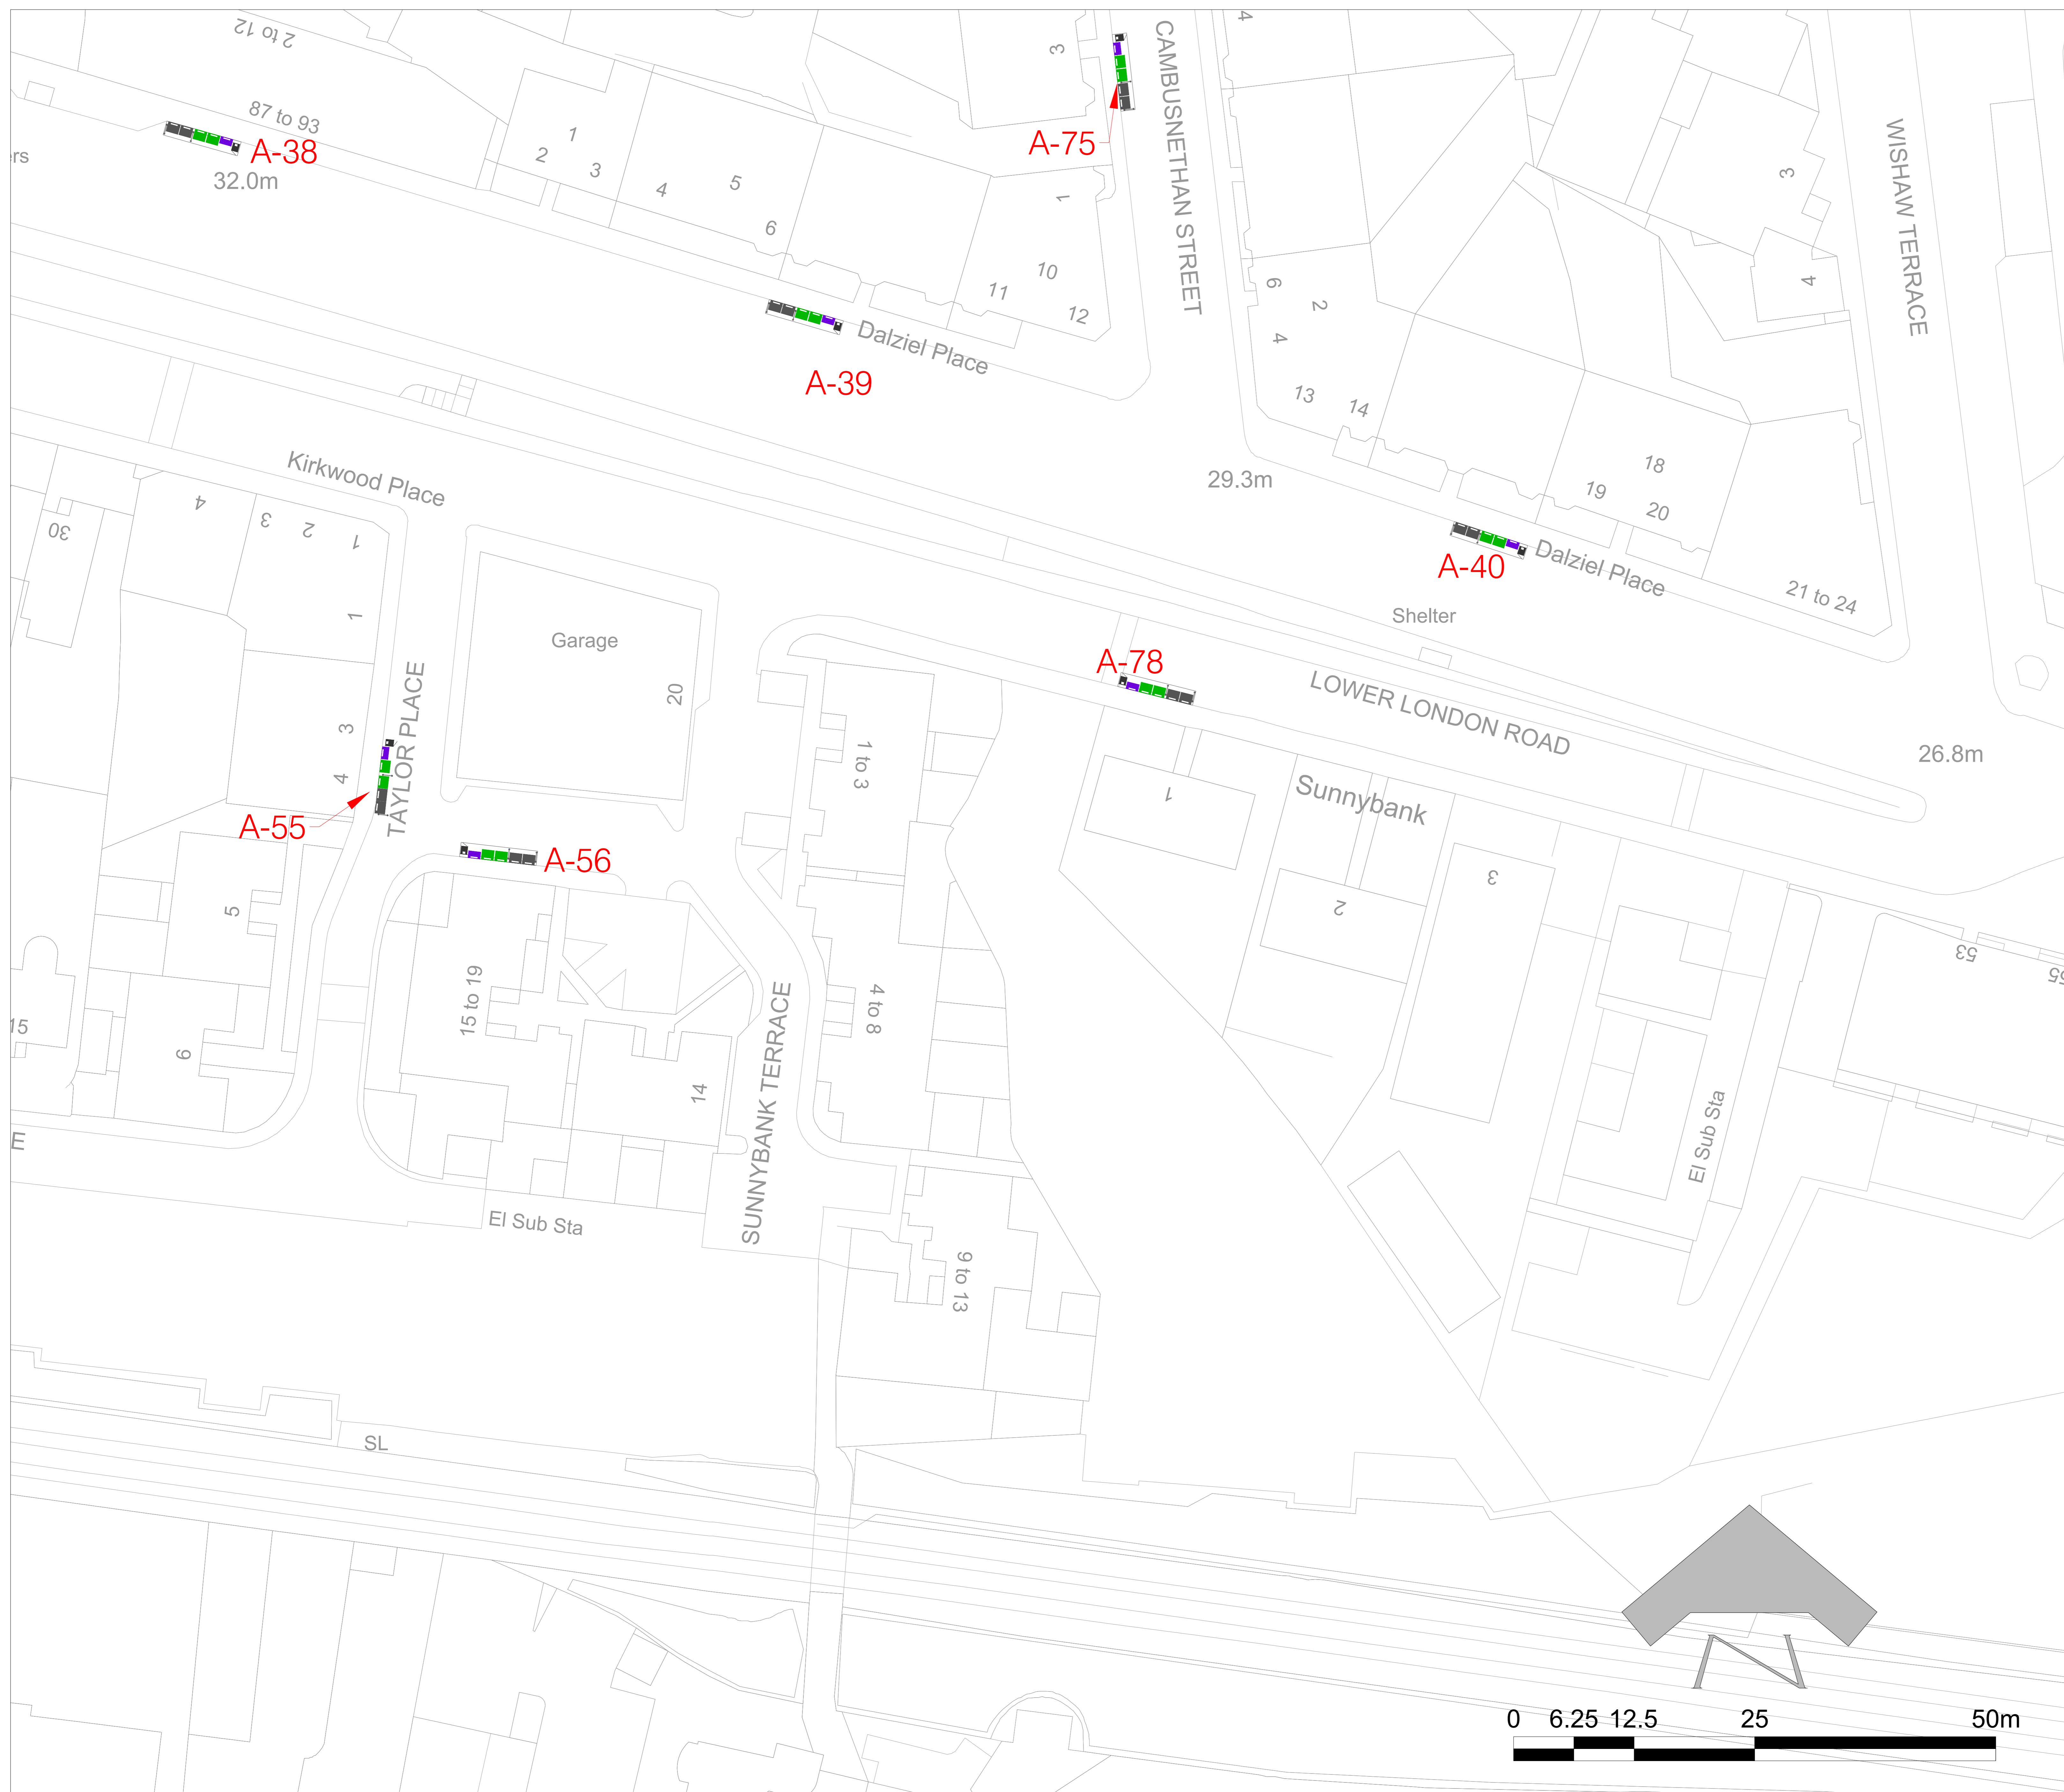 2 to 12
4
3
CAMBUSNETHAN STREET
87 to 93
A-38
32.0m
ers
1
2
3
4
5
6
A-75
1
WISHAW TERRACE
3
4
10
11
12
6
2
4
13
14
Dalziel Place
A-39
Kirkwood Place
29.3m
18
19
20
Dalziel Place
A-40
21 to 24
30
4
3
2
1
1
3
4
TAYLOR PLACE
A-55
Garage
20
Shelter
A-78
LOWER LONDON ROAD
26.8m
1 to 3
1
Sunnybank
2
3
A-56
5
53
55
15 to 19
4 to 8
15
6
14
SUNNYBANK TERRACE
El Sub Sta
E
El Sub Sta
9 to 13
SL
N
0 6.25 12.5 25 50m